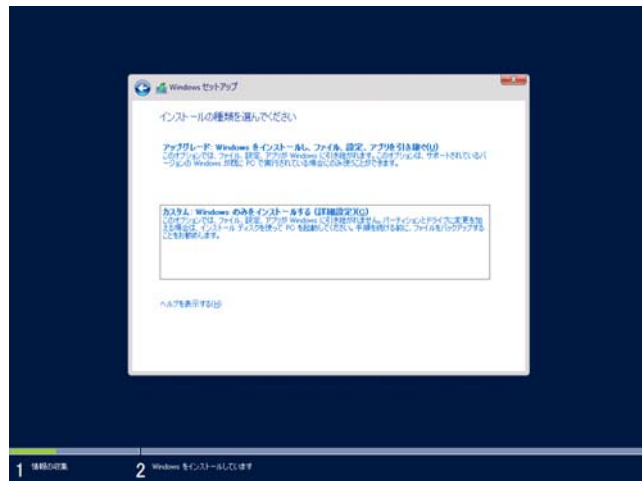 Windows セットアップ
インストールの種類を選んでください
アップグレード: Windows をインストールし、ファイル、設定、アプリを引き継ぐ(U)
このオプションでは、ファイル、設定、アプリが Windows に引き継がれます。このオプションは、サポートされているバ
ージョンの Windows が既に PC で実行されている場合にのみ使うことができます。
カスタム: Windows のみをインストールする (詳細設定)(C)
このオプションでは、ファイル、設定、アプリが Windows に引き継がれません。パーティションとドライブに変更を加
える場合は、インストール ディスクを使って PC を起動してください。手順を続ける前に、ファイルをバックアップする
ことをお勧めします。
ヘルプを表示する(H)
1 情報の収集
2 Windows をインストールしています